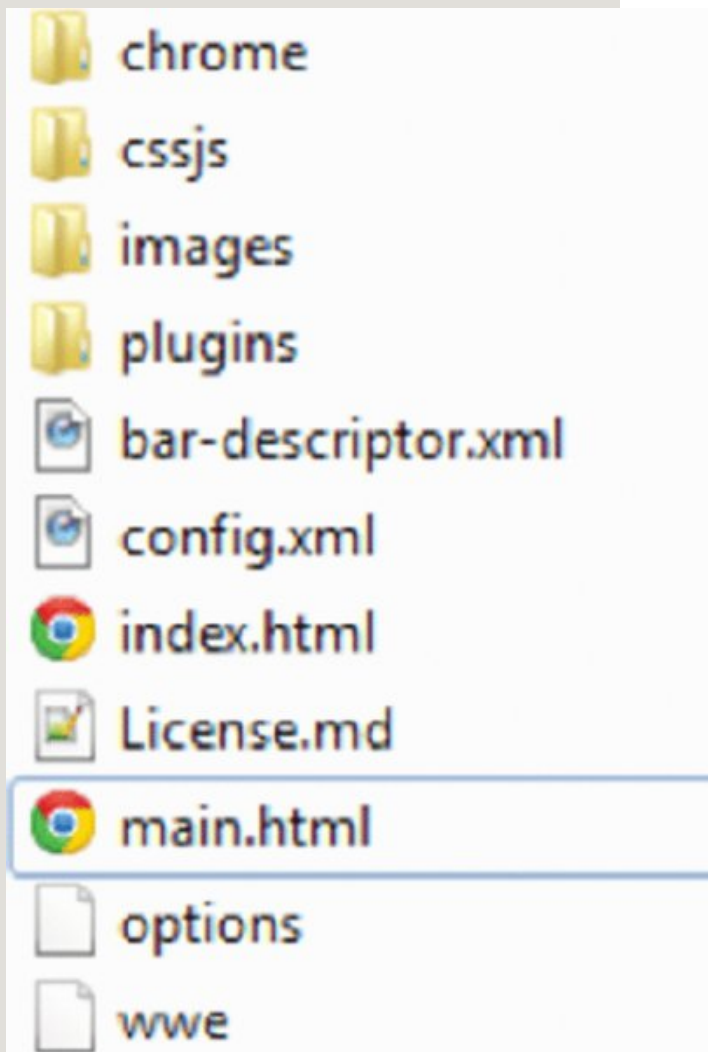 chrome
cssjs
images
plugins
bar-descriptor.xml
config.xml
index.html
License.md
main.html
options
wwe